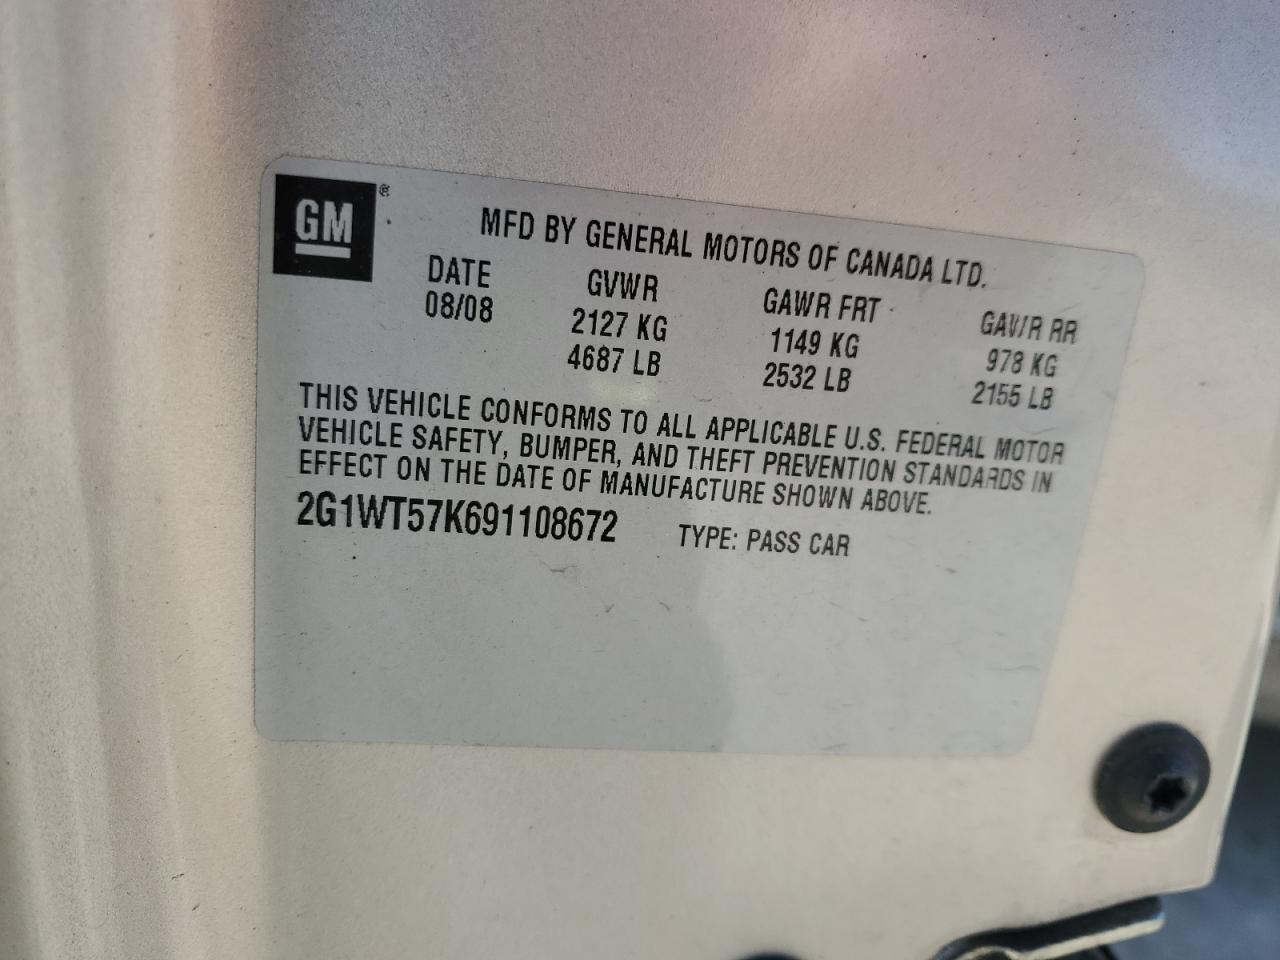 GM ®
MFD BY GENERAL MOTORS OF CANADA LTD.
DATE GVWR GAWR FRT GAWR RR
08/08 2127 KG 1149 KG 978 KG
4687 LB 2532 LB 2155 LB
THIS VEHICLE CONFORMS TO ALL APPLICABLE U.S. FEDERAL MOTOR
VEHICLE SAFETY, BUMPER, AND THEFT PREVENTION STANDARDS IN
EFFECT ON THE DATE OF MANUFACTURE SHOWN ABOVE.
2G1WT57K691108672 TYPE: PASS CAR